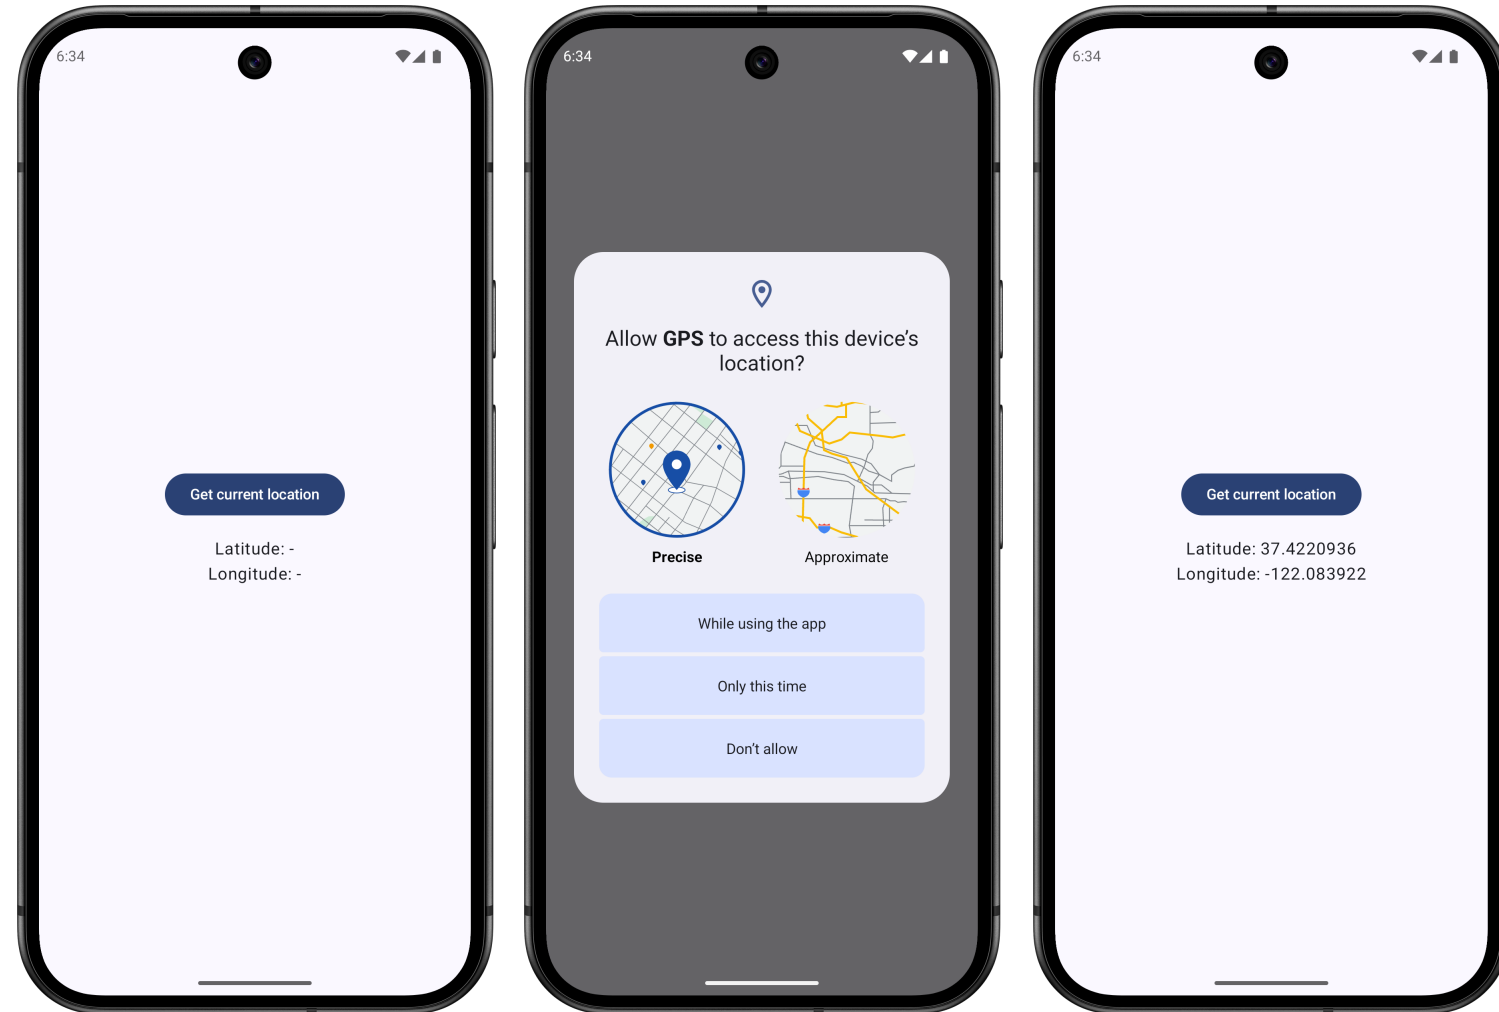 6:34
Get current location
Latitude: -
Longitude: -
6:34
Allow GPS to access this device’s
location?
Precise
Approximate
While using the app
Only this time
Don’t allow
6:34
Get current location
Latitude: 37.4220936
Longitude: -122.083922